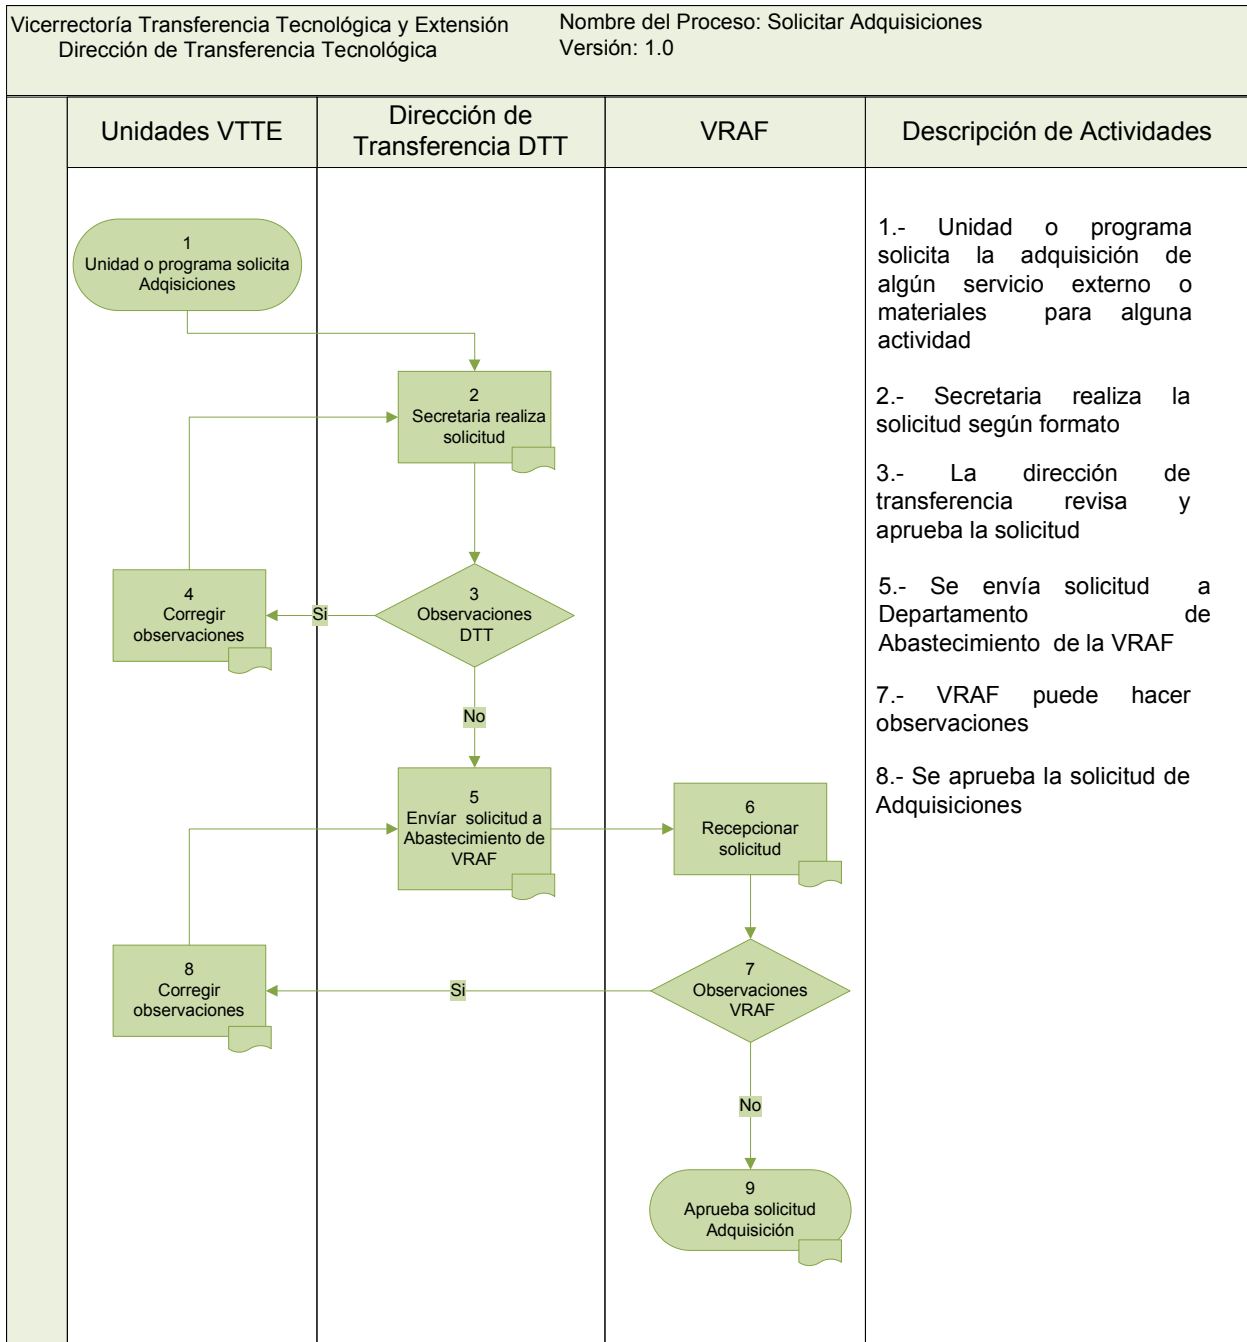 Vicerrectoría Transferencia Tecnológica y Extensión
Dirección de Transferencia Tecnológica
Nombre del Proceso: Solicitar Adquisiciones
Versión: 1.0
Unidades VTTE
Dirección de
Transferencia DTT
VRAF
Descripción de Actividades
1
Unidad o programa solicita
Adqisiciones
2
Secretaria realiza
solicitud
3
Observaciones
DTT
Si
4
Corregir
observaciones
No
5
Envíar solicitud a
Abastecimiento de
VRAF
6
Recepcionar
solicitud
7
Observaciones
VRAF
Si
8
Corregir
observaciones
No
9
Aprueba solicitud
Adquisición
1.- Unidad o programa
solicita la adquisición de
algún servicio externo o
materiales para alguna
actividad
2.- Secretaria realiza la
solicitud según formato
3.- La dirección de
transferencia revisa y
aprueba la solicitud
5.- Se envía solicitud a
Departamento de
Abastecimiento de la VRAF
7.- VRAF puede hacer
observaciones
8.- Se aprueba la solicitud de
Adquisiciones